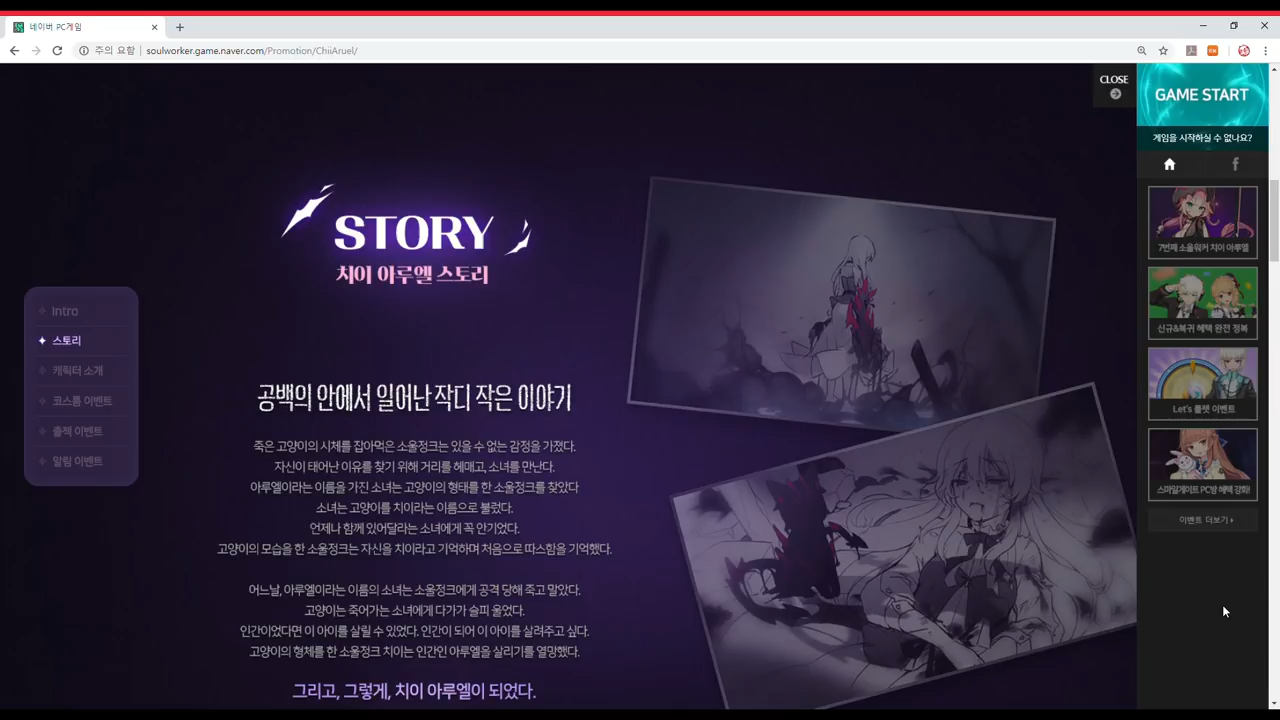 네이버 PC게임
주의 요함
soulworker.game.naver.com/Promotion/ChiiAruel/
CLOSE
GAME START
게임을 시작하실 수 없나요?
STORY
치이 아루엘 스토리
Intro
스토리
캐릭터 소개
코스튬 이벤트
출첵 이벤트
알림 이벤트
공백의 안에서 일어난 작디 작은 이야기
죽은 고양이의 시체를 잡아먹은 소울정크는 있을 수 없는 감정을 가졌다.
자신이 태어난 이유를 찾기 위해 거리를 헤매고, 소녀를 만난다.
아루엘이라는 이름을 가진 소녀는 고양이의 형태를 한 소울정크를 찾았다
소녀는 고양이를 치이라는 이름으로 불렀다.
언제나 함께 있어달라는 소녀에게 꼭 안기었다.
고양이의 모습을 한 소울정크는 자신을 치이라고 기억하며 처음으로 따스함을 기억했다.
어느날, 아루엘이라는 이름의 소녀는 소울정크에게 공격 당해 죽고 말았다.
고양이는 죽어가는 소녀에게 다가가 슬피 울었다.
인간이었다면 이 아이를 살릴 수 있었다. 인간이 되어 이 아이를 살려주고 싶다.
고양이의 형체를 한 소울정크 치이는 인간인 아루엘을 살리기를 열망했다.
그리고, 그렇게, 치이 아루엘이 되었다.
7번째 소울워커 치이 아루엘
신규&복귀 혜택 완전 정복
Let's 룰렛 이벤트
스마일게이트 PC방 혜택 강화!
이벤트 더보기